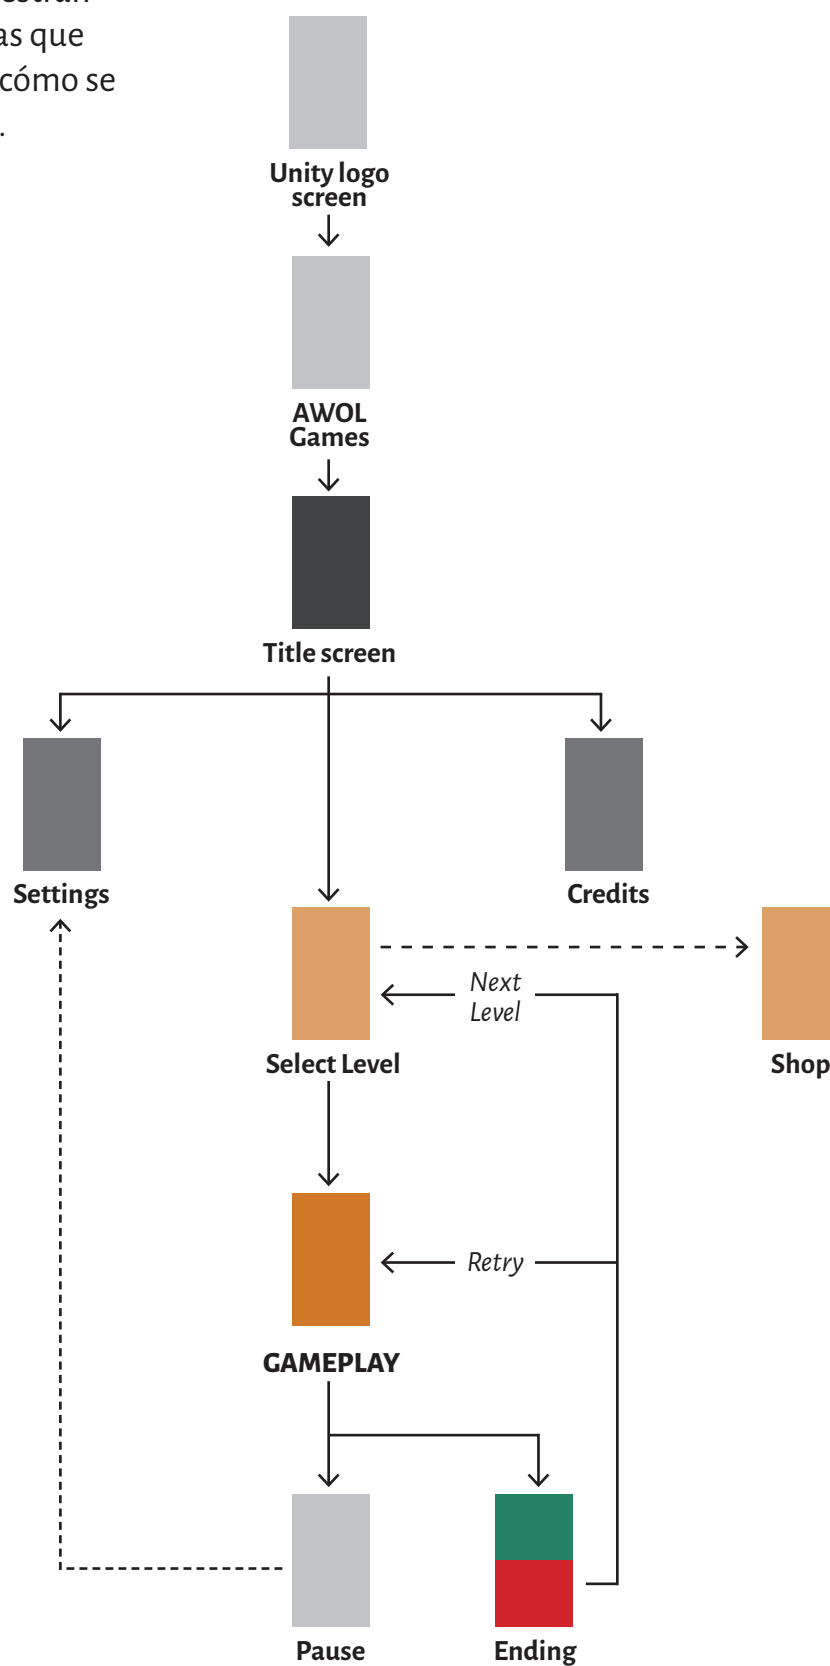 as que
cómo se
.
Unity logo
screen
AWOL
Games
Title screen
Settings
Credits
Next
Level
Select Level
Shop
Retry
GAMEPLAY
Pause
Ending